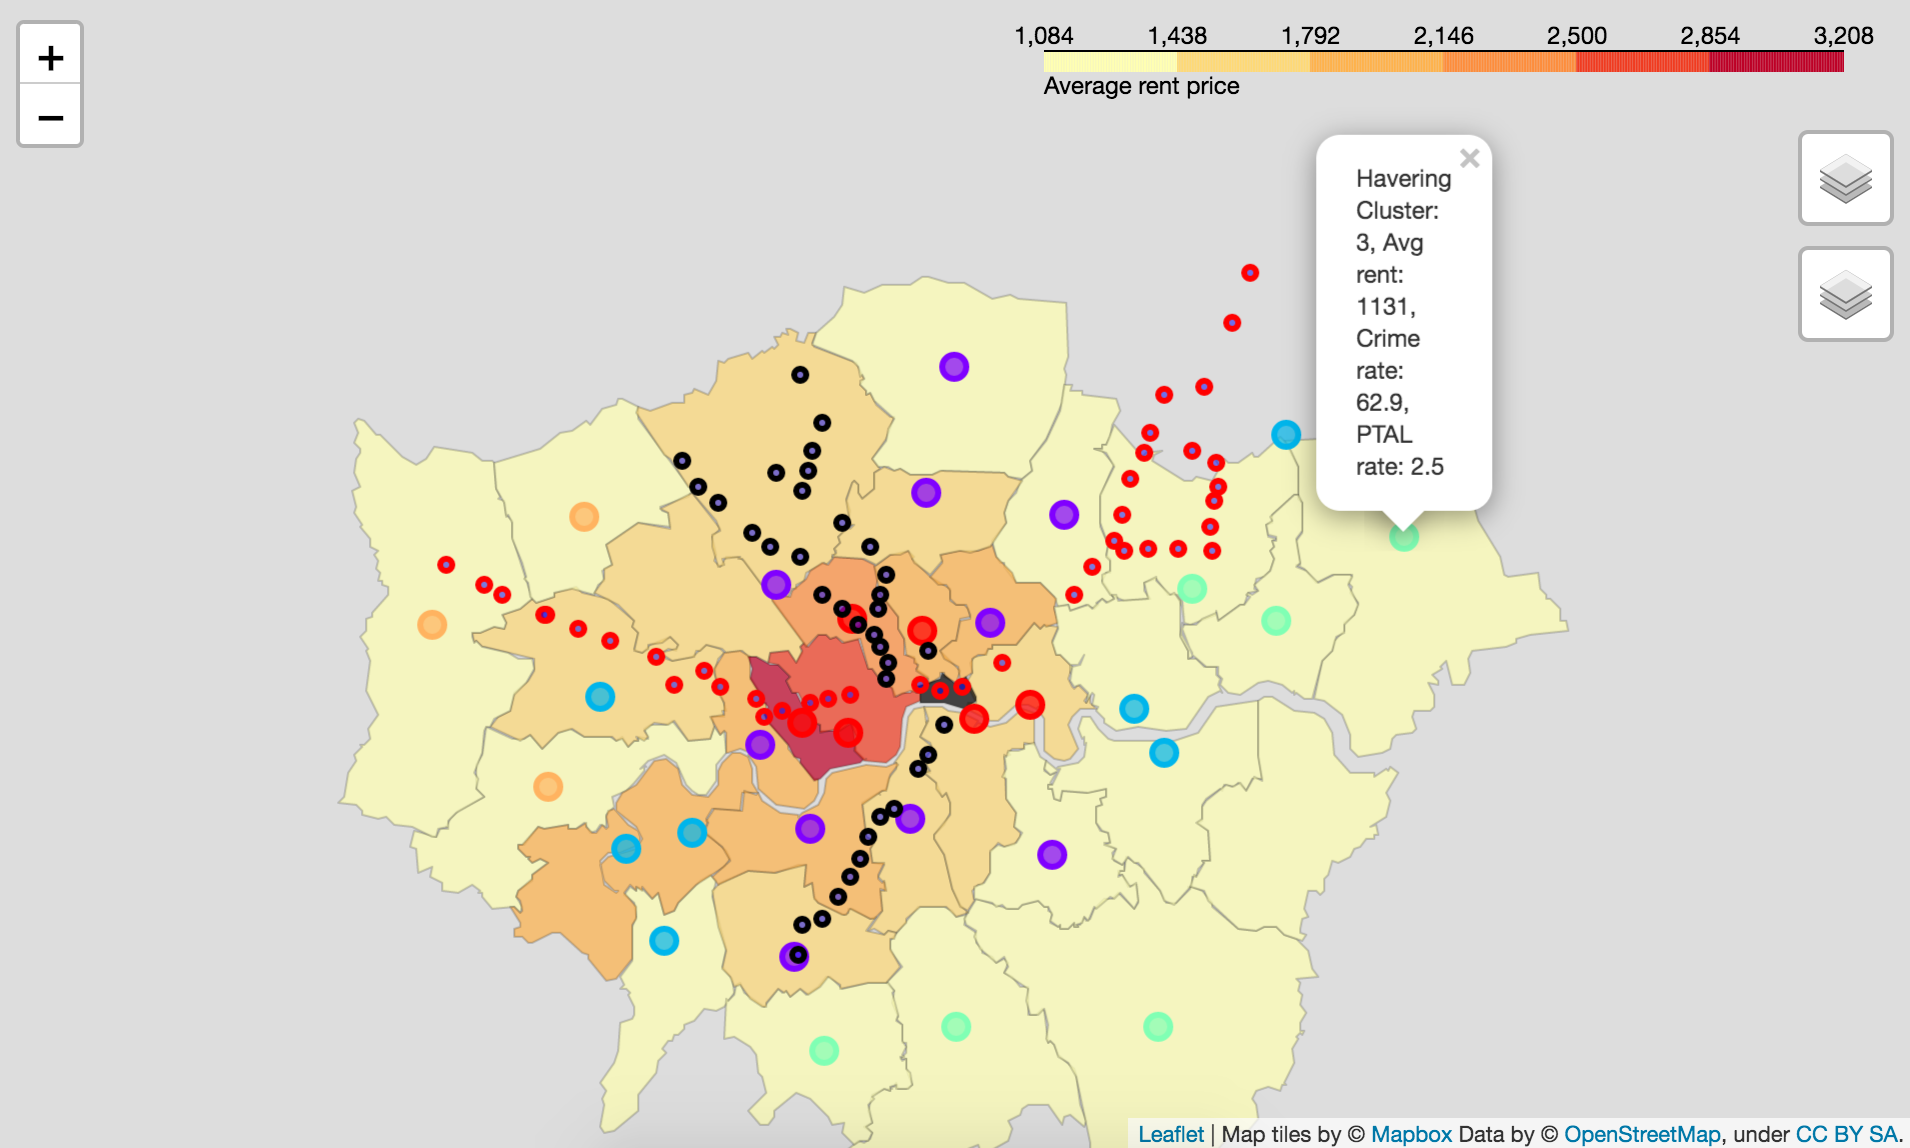 +
−
1,084 1,438 1,792 2,146 2,500 2,854 3,208
Average rent price
×
Havering
Cluster:
3, Avg
rent:
1131,
Crime
rate:
62.9,
PTAL
rate: 2.5
Leaflet | Map tiles by © Mapbox Data by © OpenStreetMap, under CC BY SA.